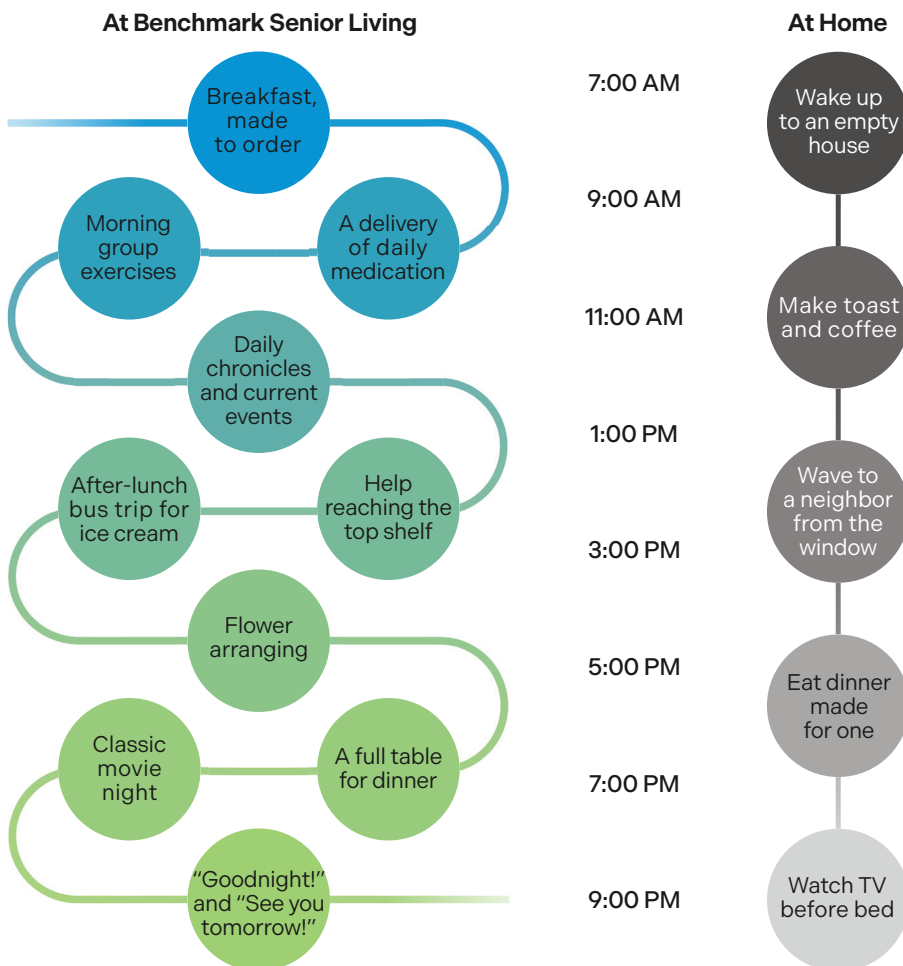 At Benchmark Senior Living
Breakfast,
made
to order
A delivery
of daily
medication
Morning
group
exercises
Daily
chronicles
and current
events
Help
reaching the
top shelf
After-lunch
bus trip for
ice cream
Flower
arranging
A full table
for dinner
Classic
movie
night
“Goodnight!”
and “See you
tomorrow!”
7:00 AM
9:00 AM
11:00 AM
1:00 PM
3:00 PM
5:00 PM
7:00 PM
9:00 PM
At Home
Wake up
to an empty
house
Make toast
and coffee
Wave to
a neighbor
from the
window
Eat dinner
made
for one
Watch TV
before bed